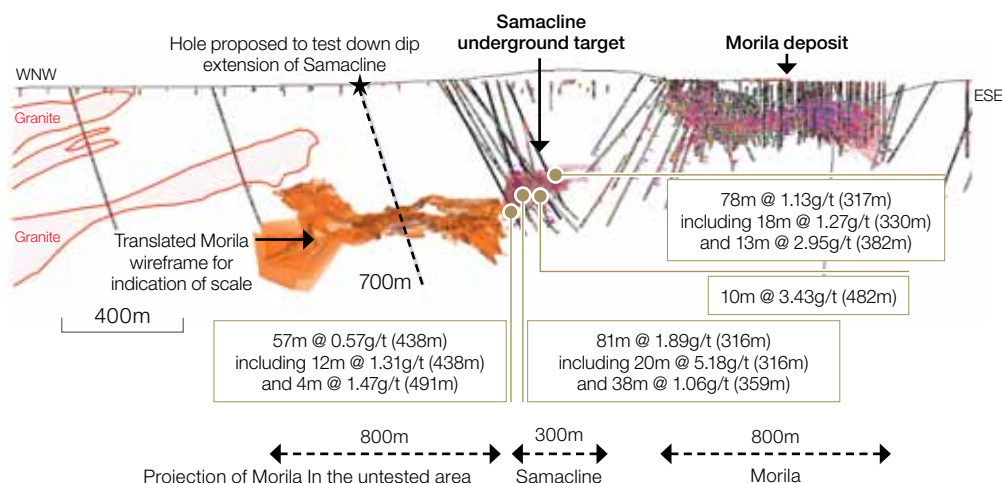 Samacline
underground target
Morila deposit
Hole proposed to test down dip
extension of Samacline
WNW
ESE
Granite
Granite
Translated Morila
wireframe for
indication of scale
700m
400m
78m @ 1.13g/t (317m)
including 18m @ 1.27g/t (330m)
and 13m @ 2.95g/t (382m)
10m @ 3.43g/t (482m)
57m @ 0.57g/t (438m)
including 12m @ 1.31g/t (438m)
and 4m @ 1.47g/t (491m)
81m @ 1.89g/t (316m)
including 20m @ 5.18g/t (316m)
and 38m @ 1.06g/t (359m)
800m
300m
800m
Projection of Morila In the untested area
Samacline
Morila